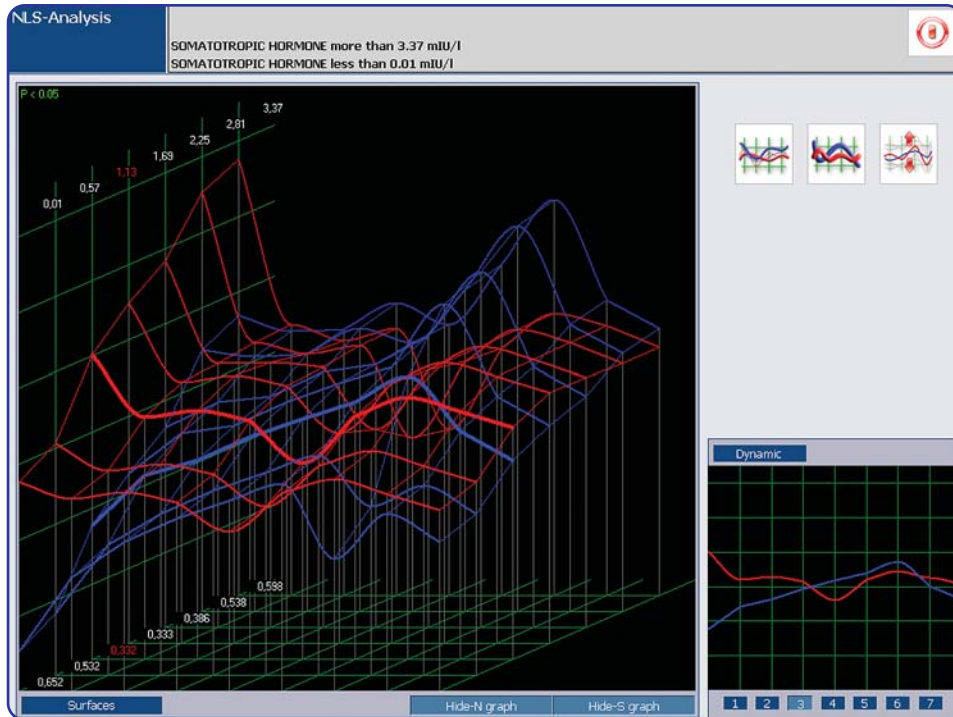 NLS-Analysis
SOMATOTROPIC HORMONE more than 3.37 mIU/l
SOMATOTROPIC HORMONE less than 0.01 mIU/l
P < 0.05
3,37
2,81
2,25
1,69
1,13
0,57
0,01
0,598
0,538
0,386
0,333
0,332
0,532
0,652
Surfaces
Hide-N graph
Hide-S graph
Dynamic
1 2 3 4 5 6 7